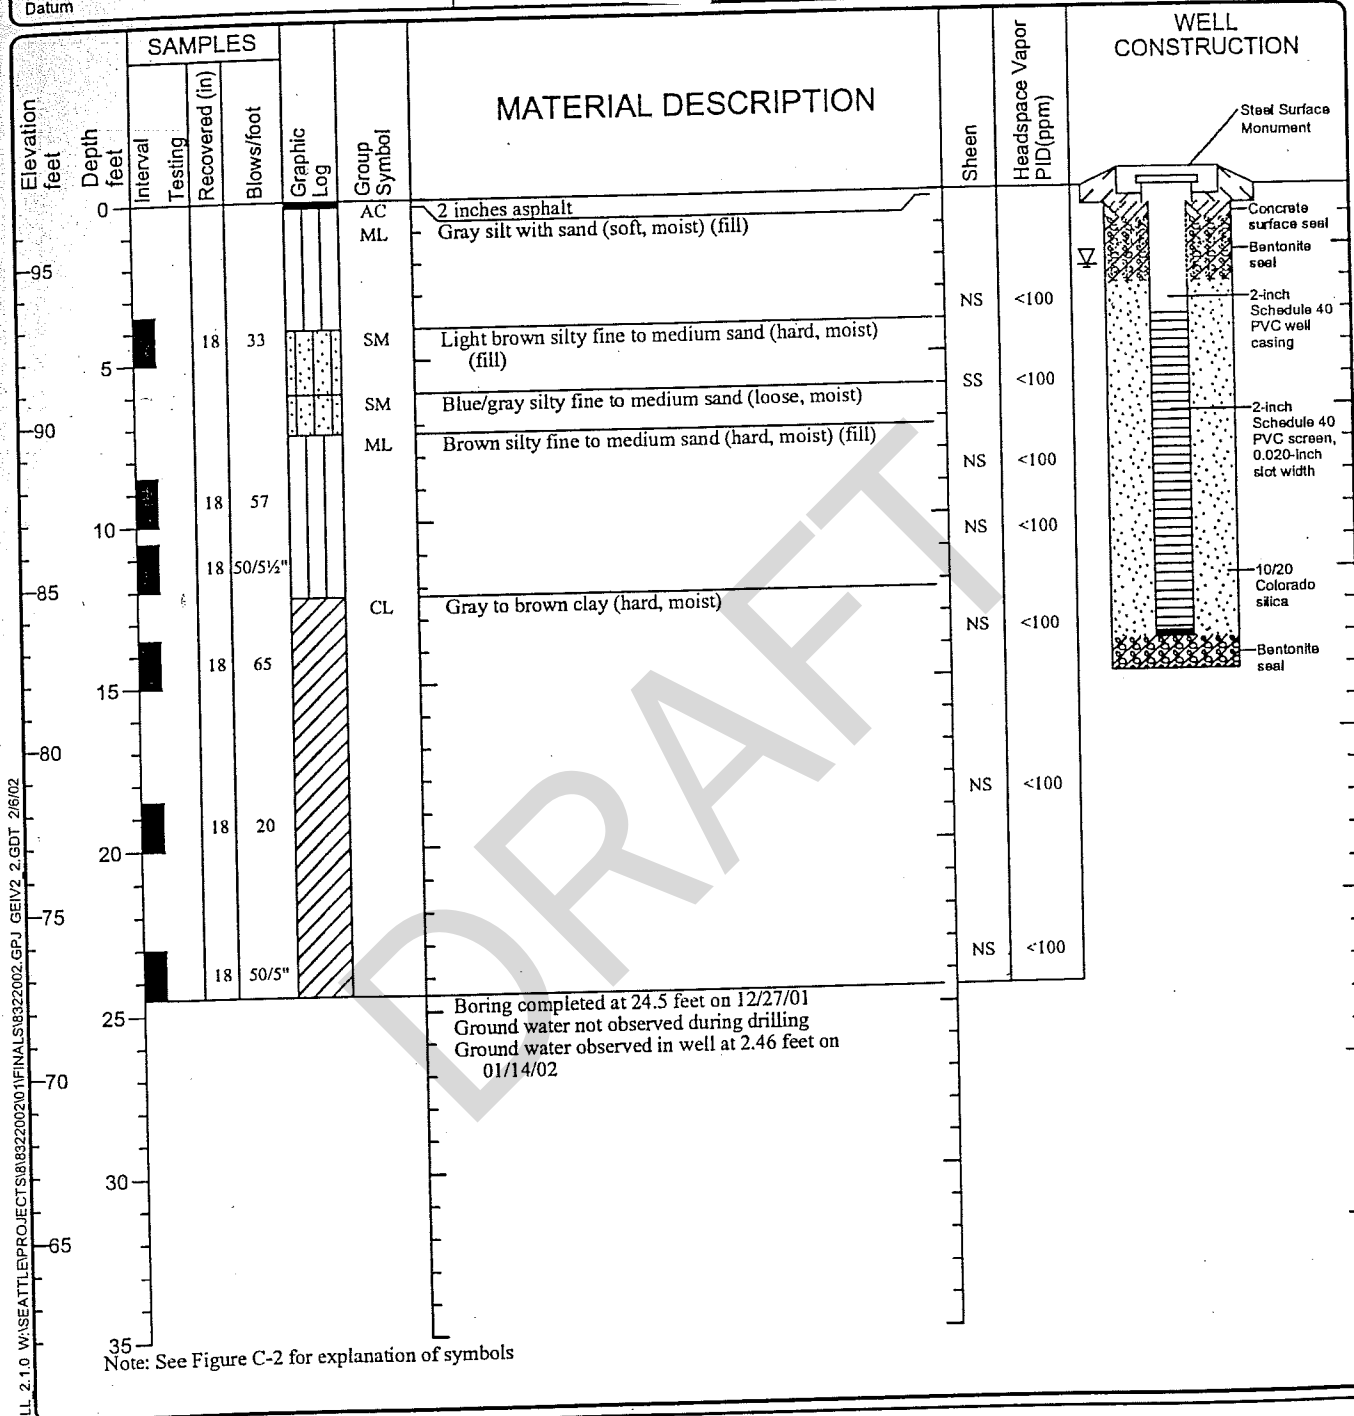 Datum
SAMPLES
Elevation
feet
Depth
feet
Interval
Testing
Recovered (in)
Blows/foot
Graphic
Log
Group
Symbol
MATERIAL DESCRIPTION
Sheen
Headspace Vapor
PID(ppm)
WELL
CONSTRUCTION
Steel Surface
Monument
0
AC
2 inches asphalt
ML
Gray silt with sand (soft, moist) (fill)
Concrete
surface seal
Bentonite
seal
95
NS
<100
2-inch
Schedule 40
PVC well
casing
18
33
SM
Light brown silty fine to medium sand (hard, moist)
(fill)
5
SS
<100
SM
Blue/gray silty fine to medium sand (loose, moist)
90
ML
Brown silty fine to medium sand (hard, moist) (fill)
NS
<100
2-inch
Schedule 40
PVC screen,
0.020-inch
slot width
18
57
10
NS
<100
18
50/5½"
85
CL
Gray to brown clay (hard, moist)
NS
<100
10/20
Colorado
silica
18
65
15
Bentonite
seal
80
NS
<100
18
20
20
75
NS
<100
18
50/5"
25
Boring completed at 24.5 feet on 12/27/01
Ground water not observed during drilling
Ground water observed in well at 2.46 feet on
01/14/02
70
30
65
35
Note: See Figure C-2 for explanation of symbols
LL 2.1.0 W:\SEATTLE\PROJECTS\8\8322002\01\FINALS\8322002.GPJ GEIV2_2.GDT 2/6/02
DRAFT